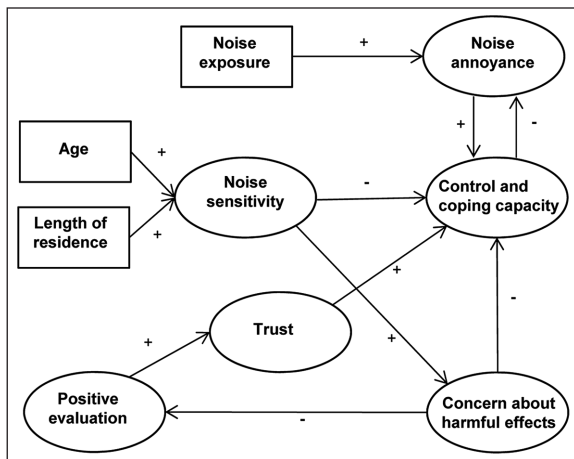 Noise
exposure
+
Noise
annoyance
+
-
Age
+
Noise
sensitivity
-
Control and
coping capacity
Length of
residence
+
+
-
Trust
+
+
Positive
evaluation
-
Concern about
harmful effects